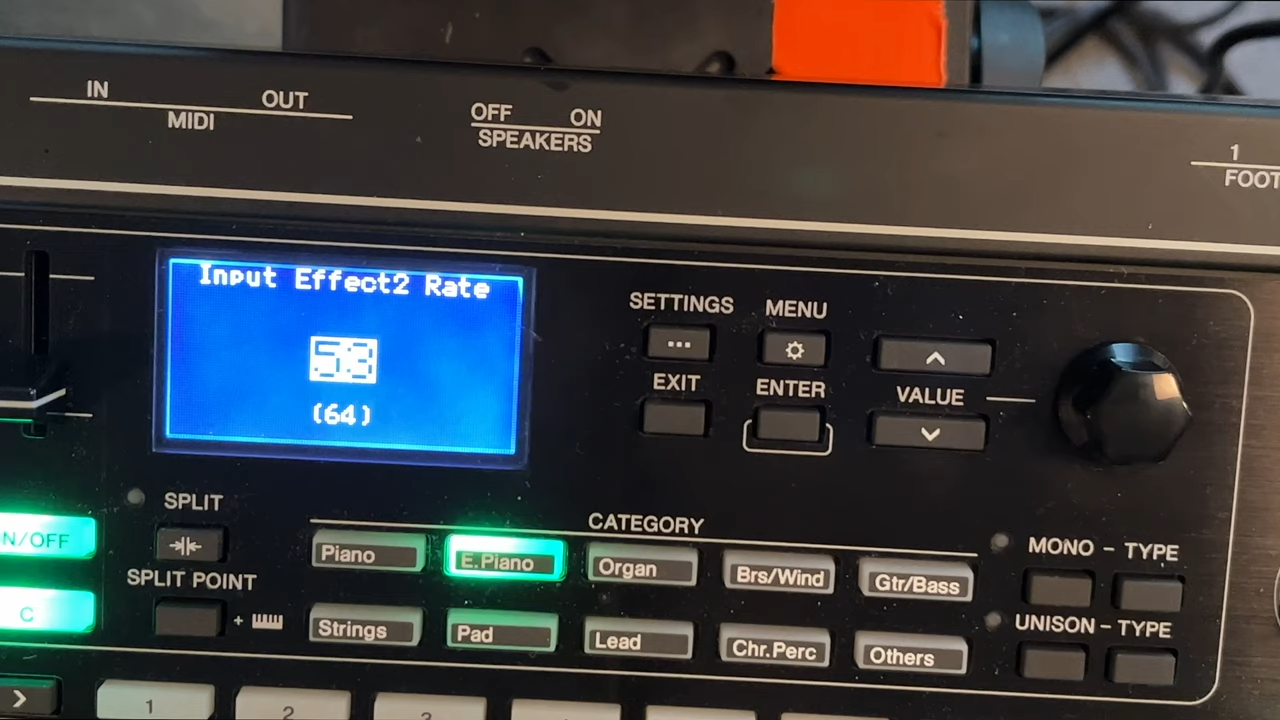 IN OUT
MIDI
OFF ON
SPEAKERS
1
FOOT
Input Effect2 Rate
53
(64)
SETTINGS MENU
EXIT ENTER
VALUE
SPLIT
SPLIT POINT
+
N/OFF
C
CATEGORY
Piano E.Piano Organ Brs/Wind Gtr/Bass
Strings Pad Lead Chr.Perc Others
MONO - TYPE
UNISON - TYPE
1 2 3